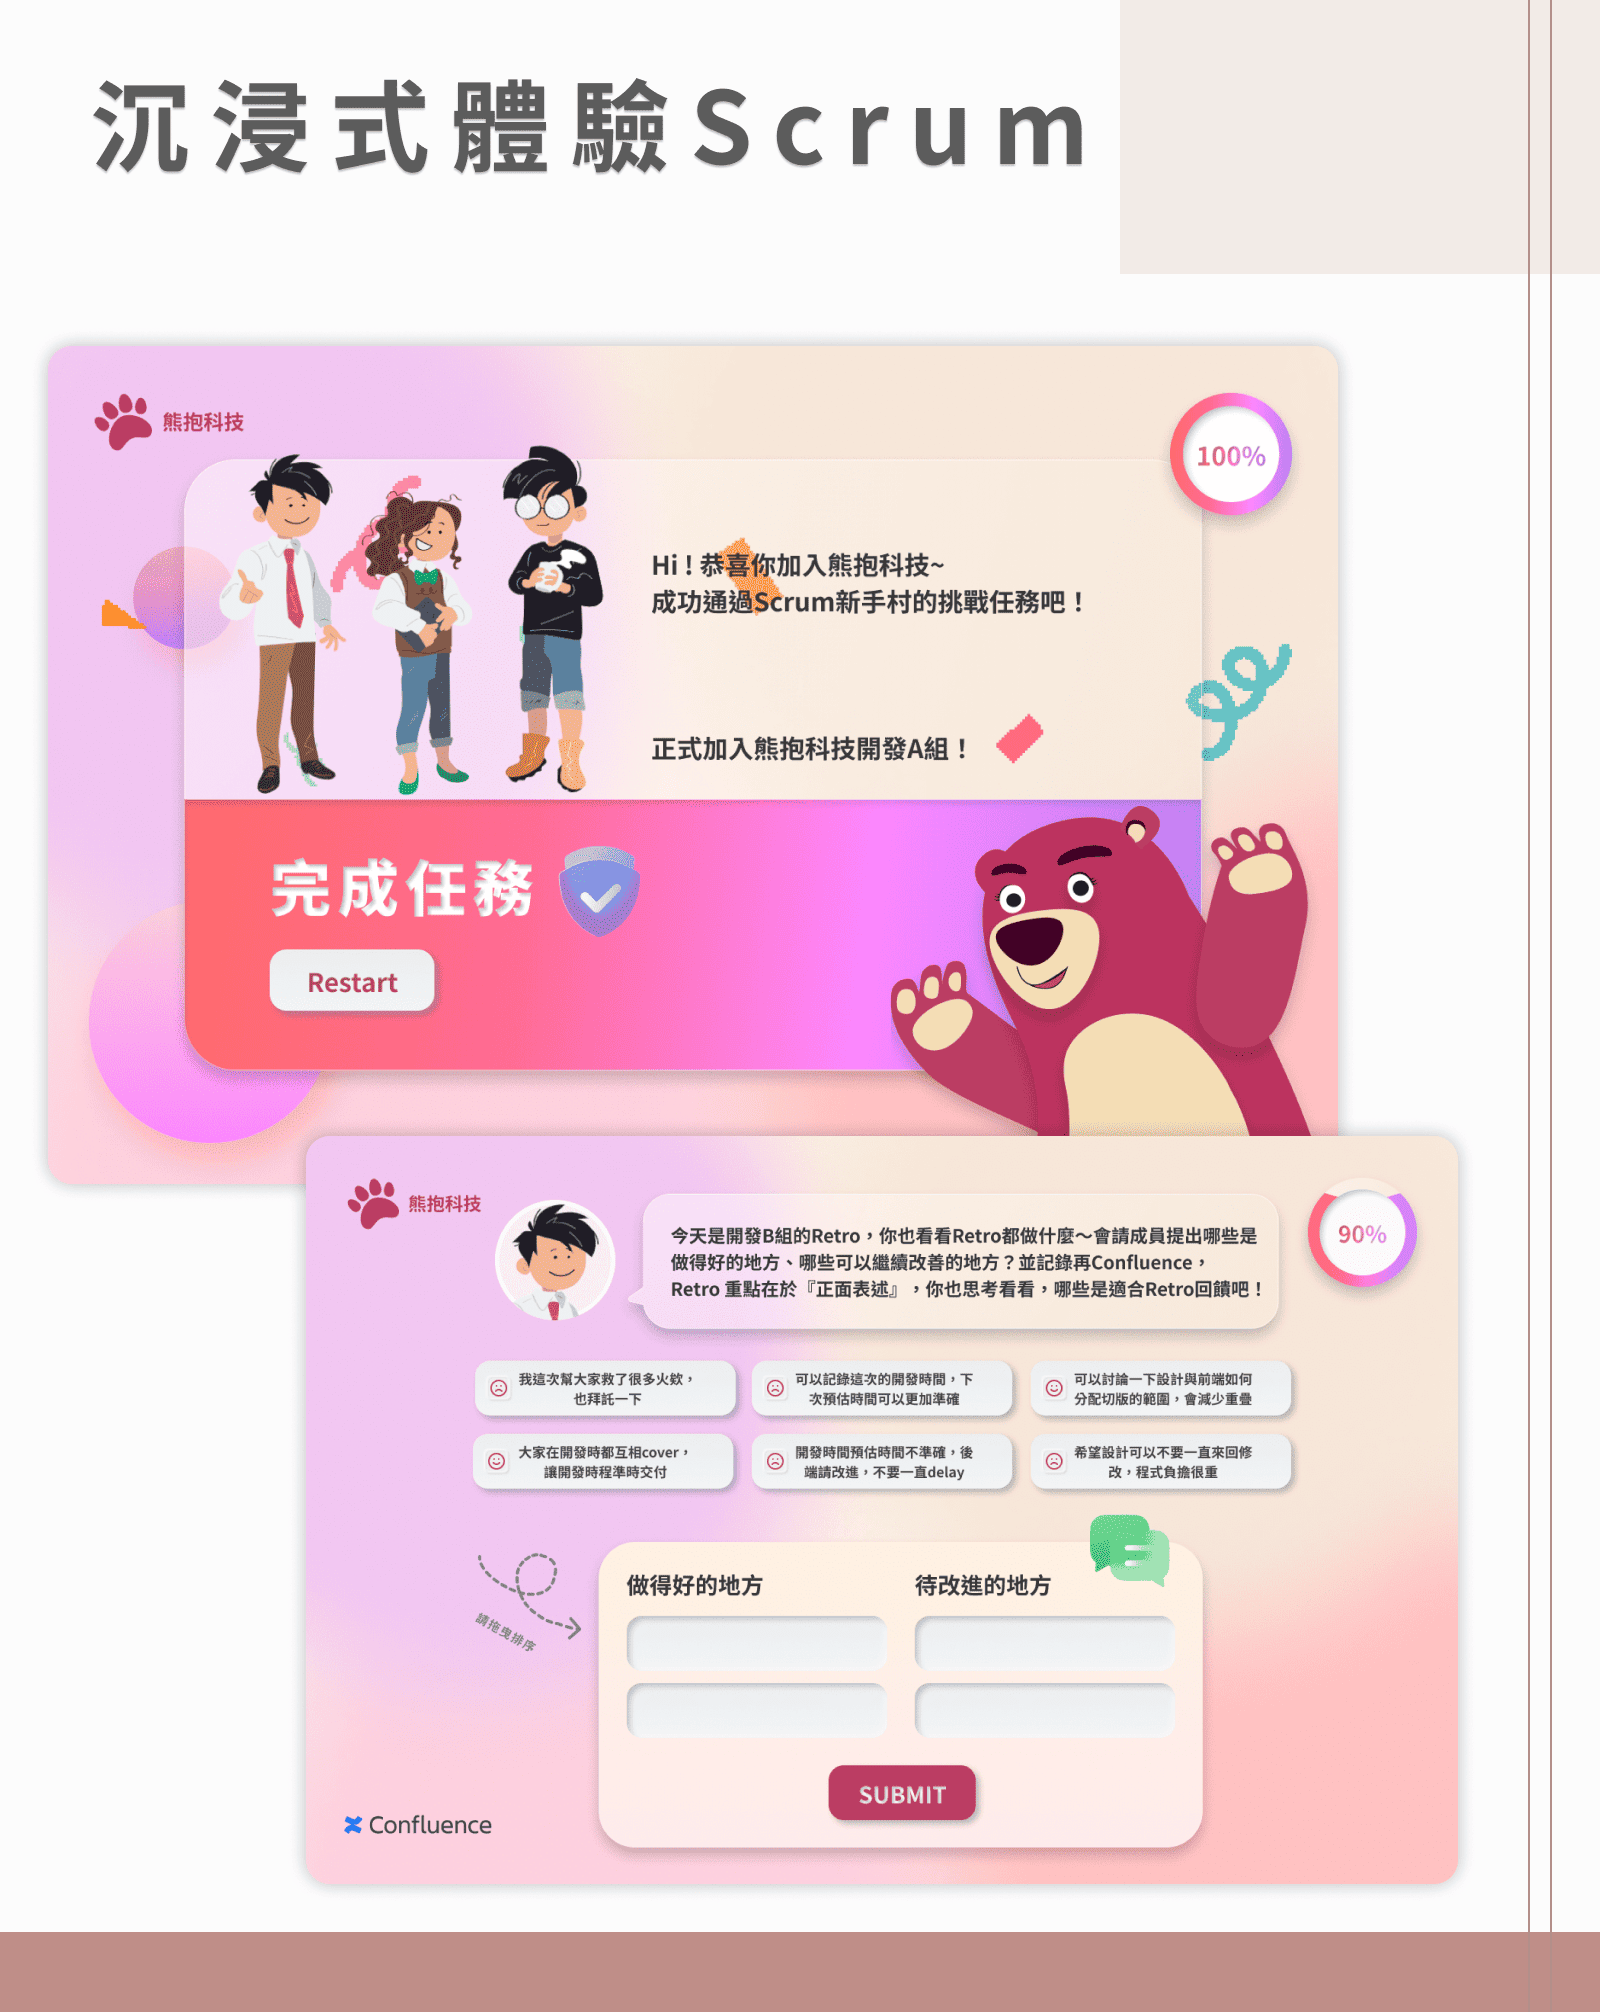 沉浸式體驗Scrum
熊抱科技
100%
Hi！恭喜你加入熊抱科技~
成功通過Scrum新手村的挑戰任務吧！
正式加入熊抱科技開發A組！
完成任務
Restart
熊抱科技
90%
今天是開發B組的Retro，你也看看Retro都做什麼～會請成員提出哪些是
做得好的地方、哪些可以繼續改善的地方？並記錄再Confluence，
Retro 重點在於『正面表述』，你也思考看看，哪些是適合Retro回饋吧！
我這次幫大家救了很多火欸，
也拜託一下
可以記錄這次的開發時間，下
次預估時間可以更加準確
可以討論一下設計與前端如何
分配切版的範圍，會減少重疊
大家在開發時都互相cover，
讓開發時程準時交付
開發時間預估時間不準確，後
端請改進，不要一直delay
希望設計可以不要一直來回修
改，程式負擔很重
請拖曳排序
做得好的地方
待改進的地方
SUBMIT
Confluence